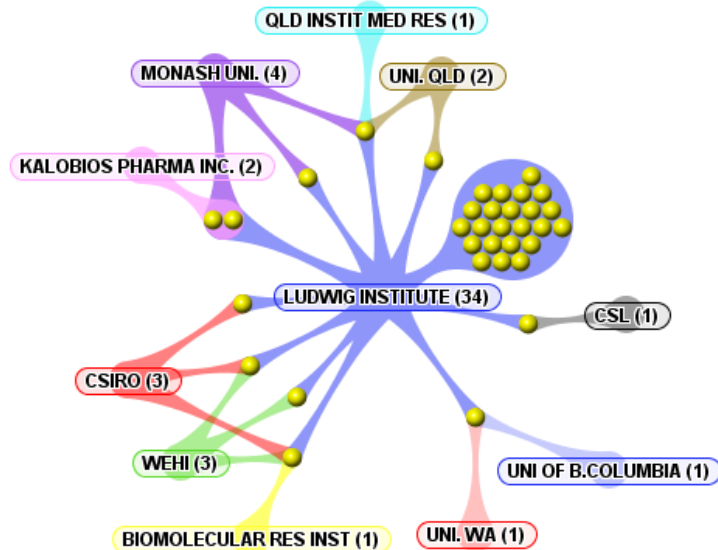 QLD INSTIT MED RES (1)
MONASH UNI. (4)
UNI. QLD (2)
KALOBIOS PHARMA INC. (2)
LUDWIG INSTITUTE (34)
CSL (1)
CSIRO (3)
WEHI (3)
UNI OF B.COLUMBIA (1)
UNI. WA (1)
BIOMOLECULAR RES INST (1)